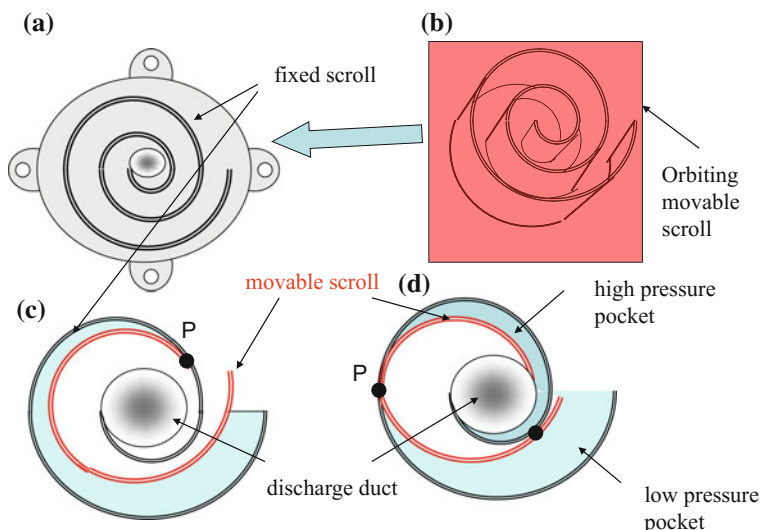 (a)
(b)
fixed scroll
Orbiting
movable
scroll
(c)
movable scroll
(d)
high pressure
pocket
P
P
discharge duct
low pressure
pocket